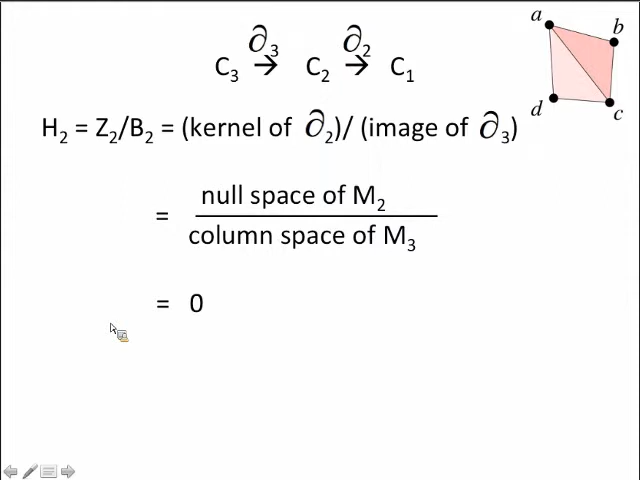 ∂₃ ∂₂
C₃ → C₂ → C₁
H₂ = Z₂/B₂ = (kernel of ∂₂)/ (image of ∂₃)
= null space of M₂
column space of M₃
= 0
a
b
d
c